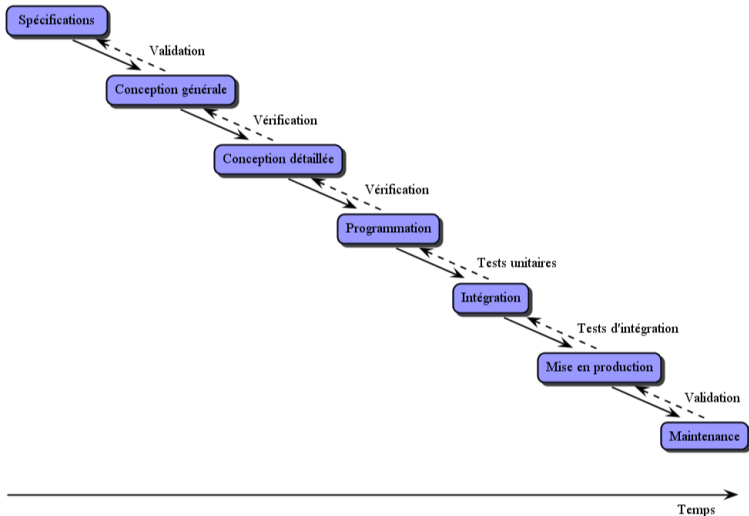 Spécifications
Validation
Conception générale
Vérification
Conception détaillée
Vérification
Programmation
Tests unitaires
Intégration
Tests d'intégration
Mise en production
Validation
Maintenance
Temps